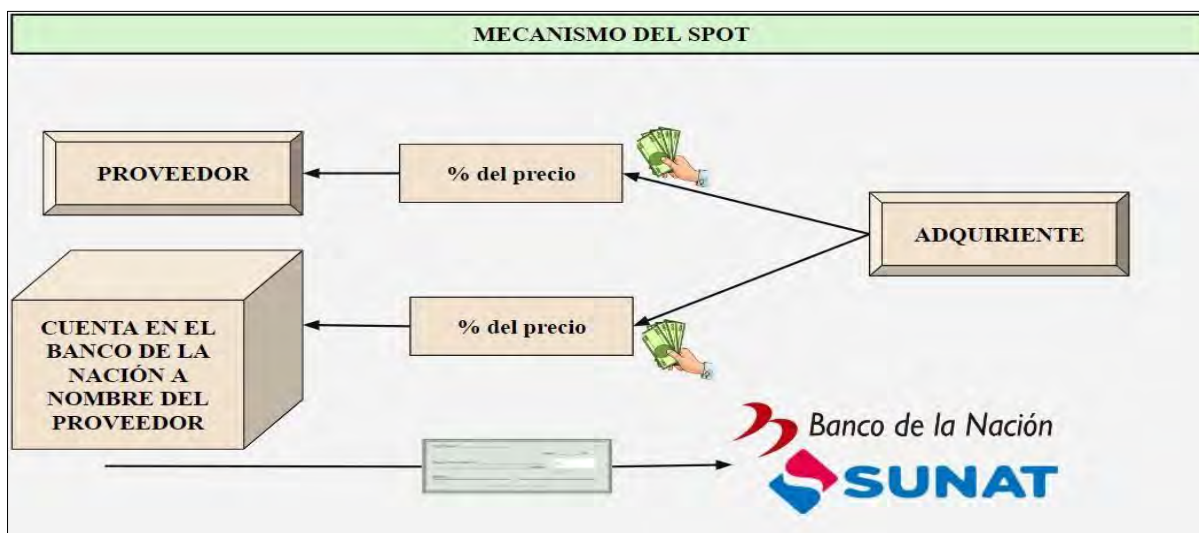 MECANISMO DEL SPOT
PROVEEDOR
% del precio
ADQUIRIENTE
CUENTA EN EL
BANCO DE LA
NACIÓN A
NOMBRE DEL
PROVEEDOR
% del precio
Banco de la Nación
SUNAT